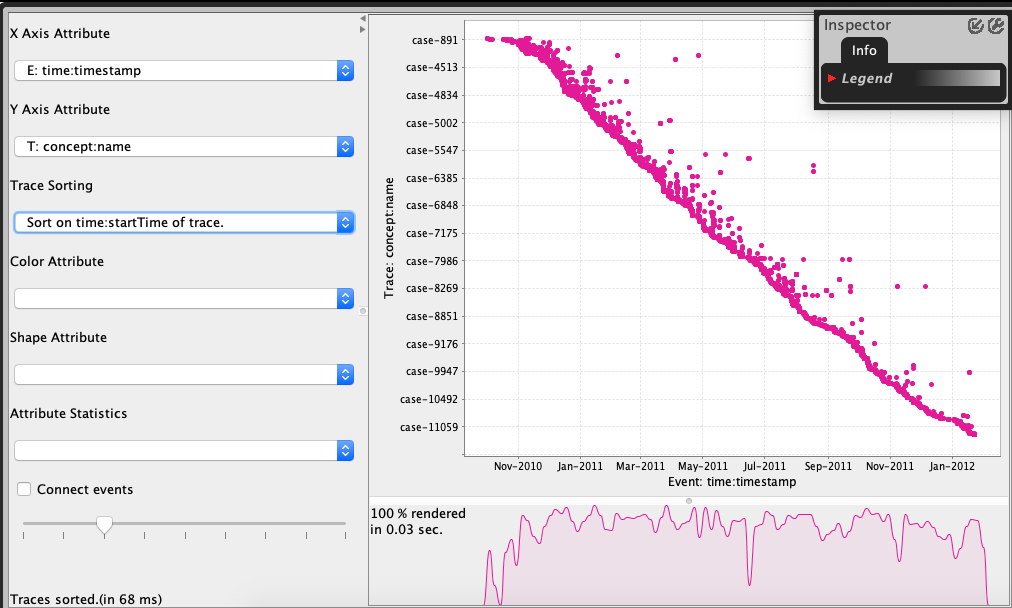 X Axis Attribute
E: time:timestamp
Y Axis Attribute
T: concept:name
Trace Sorting
Sort on time:startTime of trace.
Color Attribute
Shape Attribute
Attribute Statistics
Connect events
Traces sorted.(in 68 ms)
Trace: concept:name
case-891
case-4513
case-4834
case-5002
case-5547
case-6385
case-6848
case-7175
case-7986
case-8269
case-8851
case-9176
case-9947
case-10492
case-11059
Nov-2010 Jan-2011 Mar-2011 May-2011 Jul-2011 Sep-2011 Nov-2011 Jan-2012
Event: time:timestamp
100 % rendered
in 0.03 sec.
Inspector
Info
Legend